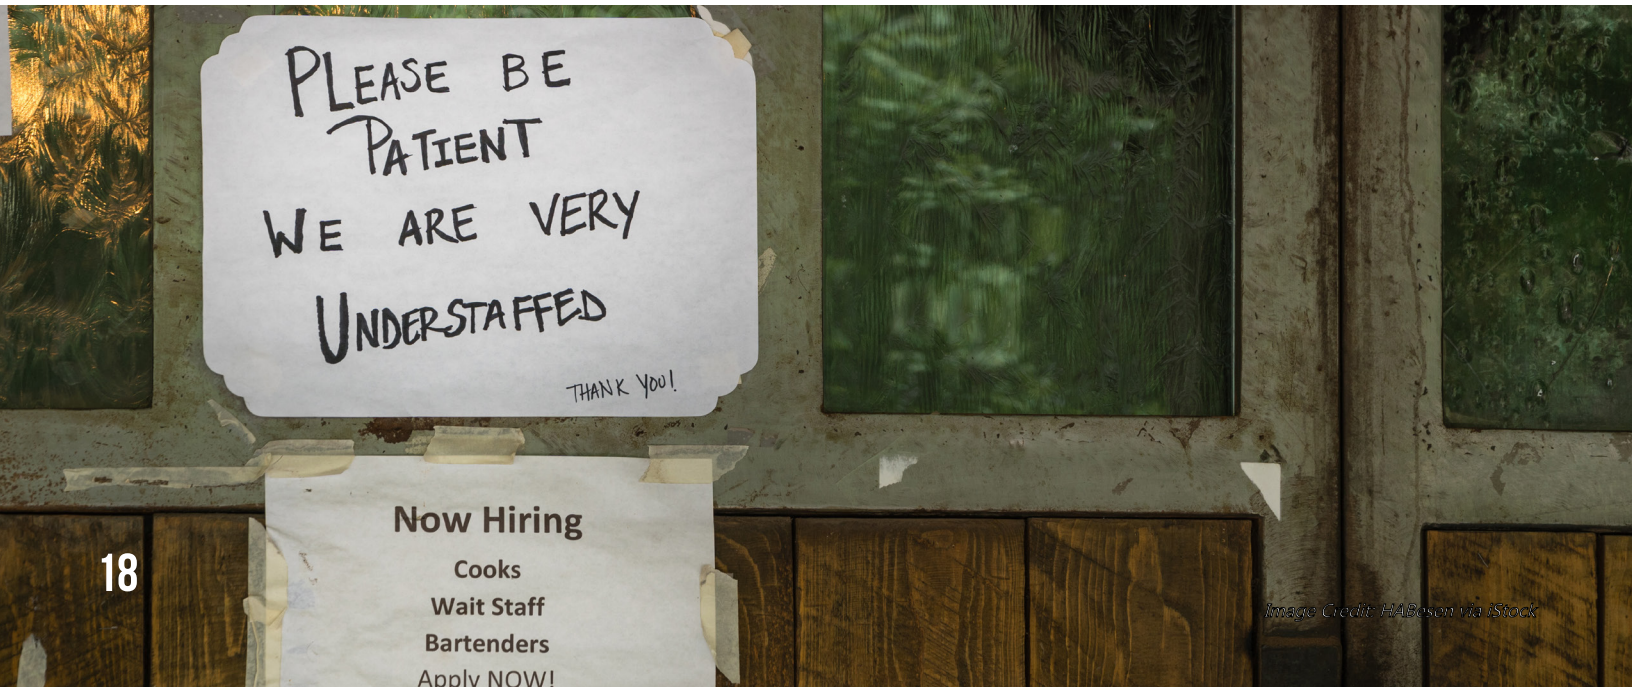 PLEASE BE
PATIENT
WE ARE VERY
UNDERSTAFFED
THANK YOU!
Now Hiring
Cooks
Wait Staff
Bartenders
Apply NOW!
18
Image Credit: HABesen via iStock